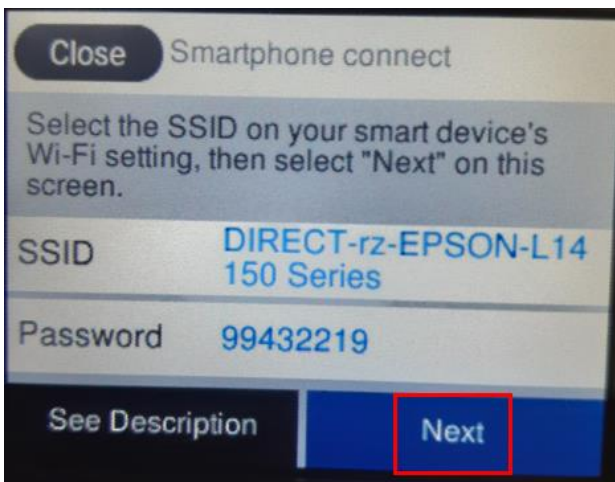 Close Smartphone connect
Select the SSID on your smart device's
Wi-Fi setting, then select "Next" on this
screen.
SSID DIRECT-rz-EPSON-L14
150 Series
Password 99432219
See Description Next